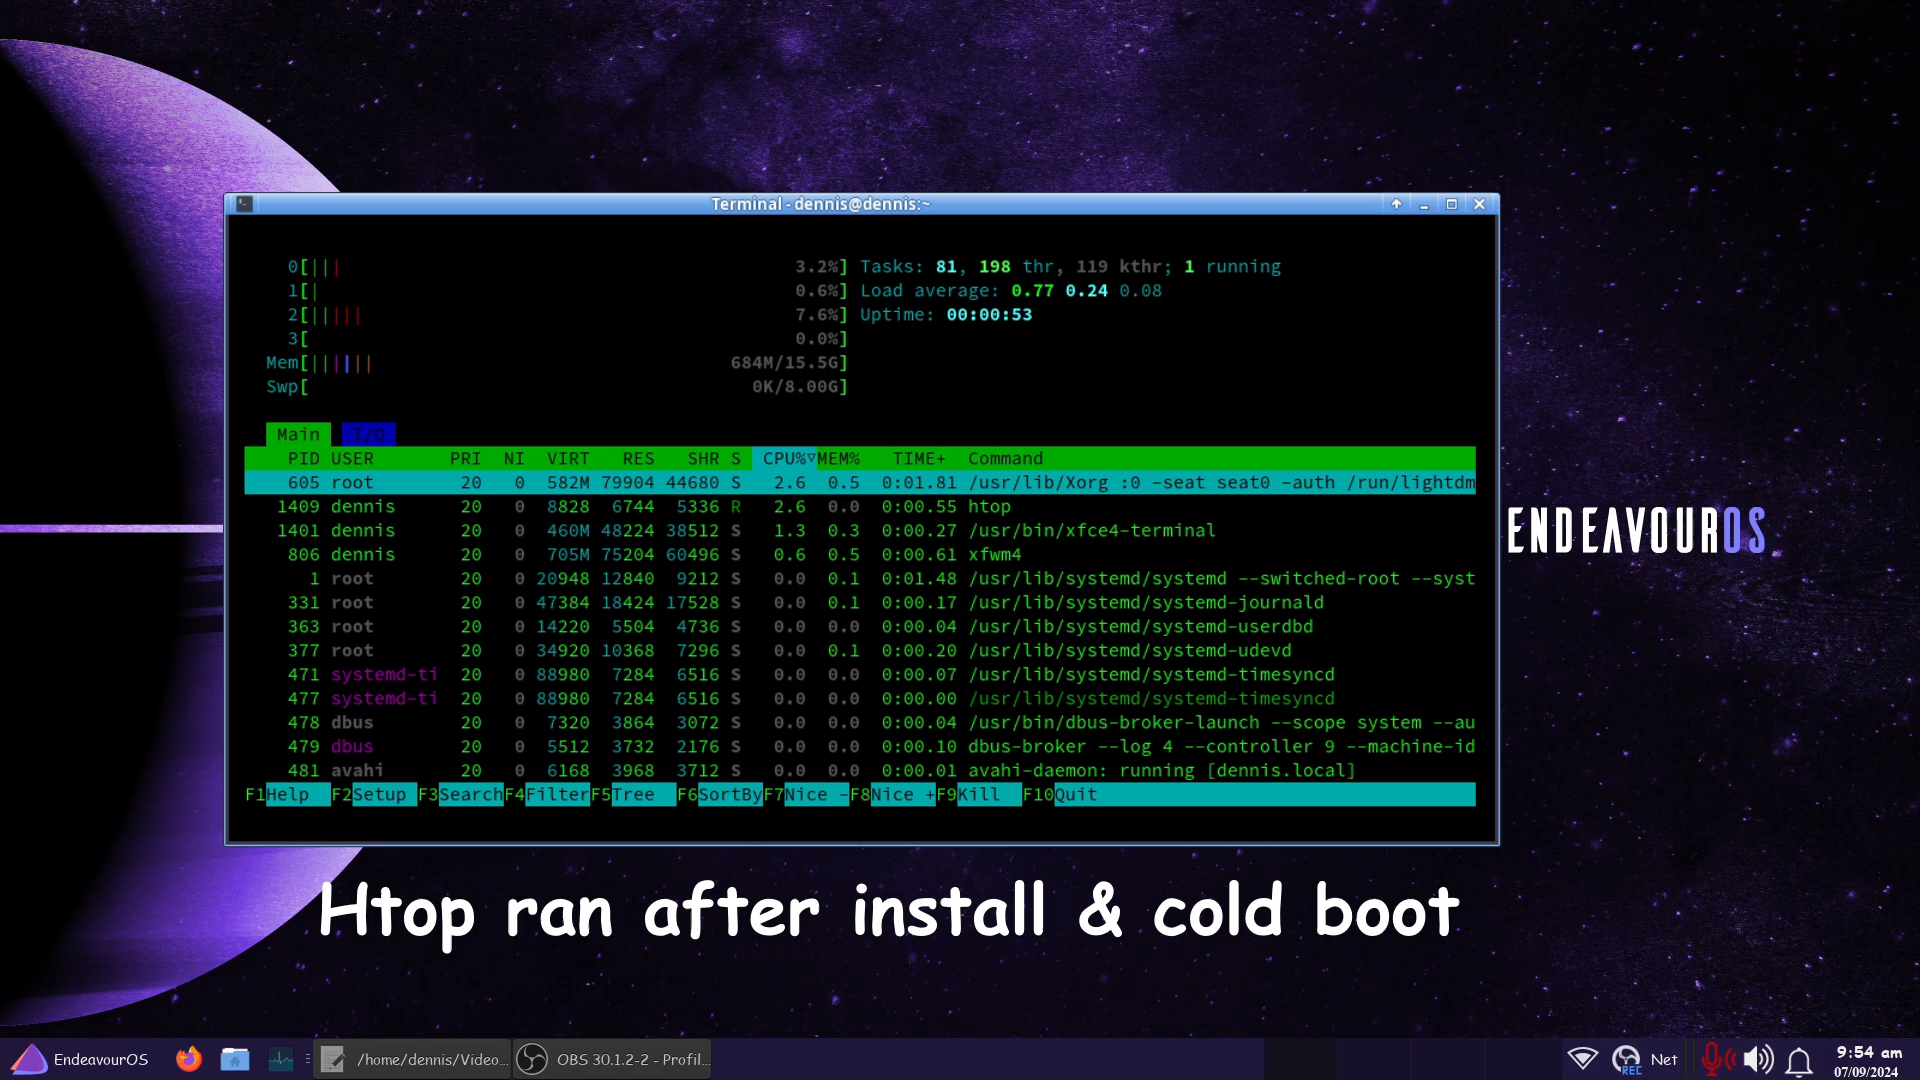 Terminal - dennis@dennis:~
0[||| 3.2%] Tasks: 81, 198 thr, 119 kthr; 1 running
1[| 0.6%] Load average: 0.77 0.24 0.08
2[||||| 7.6%] Uptime: 00:00:53
3[ 0.0%]
Mem[|||||| 684M/15.5G]
Swp[ 0K/8.00G]
Main I/O
PID USER PRI NI VIRT RES SHR S CPU%▽MEM% TIME+ Command
605 root 20 0 582M 79904 44680 S 2.6 0.5 0:01.81 /usr/lib/Xorg :0 -seat seat0 -auth /run/lightdm
1409 dennis 20 0 8828 6744 5336 R 2.6 0.0 0:00.55 htop
1401 dennis 20 0 460M 48224 38512 S 1.3 0.3 0:00.27 /usr/bin/xfce4-terminal
806 dennis 20 0 705M 75204 60496 S 0.6 0.5 0:00.61 xfwm4
1 root 20 0 20948 12840 9212 S 0.0 0.1 0:01.48 /usr/lib/systemd/systemd --switched-root --syst
331 root 20 0 47384 18424 17528 S 0.0 0.1 0:00.17 /usr/lib/systemd/systemd-journald
363 root 20 0 14220 5504 4736 S 0.0 0.0 0:00.04 /usr/lib/systemd/systemd-userdbd
377 root 20 0 34920 10368 7296 S 0.0 0.1 0:00.20 /usr/lib/systemd/systemd-udevd
471 systemd-ti 20 0 88980 7284 6516 S 0.0 0.0 0:00.07 /usr/lib/systemd/systemd-timesyncd
477 systemd-ti 20 0 88980 7284 6516 S 0.0 0.0 0:00.00 /usr/lib/systemd/systemd-timesyncd
478 dbus 20 0 7320 3864 3072 S 0.0 0.0 0:00.04 /usr/bin/dbus-broker-launch --scope system --au
479 dbus 20 0 5512 3732 2176 S 0.0 0.0 0:00.10 dbus-broker --log 4 --controller 9 --machine-id
481 avahi 20 0 6168 3968 3712 S 0.0 0.0 0:00.01 avahi-daemon: running [dennis.local]
F1Help F2Setup F3SearchF4FilterF5Tree F6SortByF7Nice -F8Nice +F9Kill F10Quit
ENDEAVOUROS
Htop ran after install & cold boot
EndeavourOS /home/dennis/Video... OBS 30.1.2-2 - Profil... REC Net 9:54 am
07/09/2024